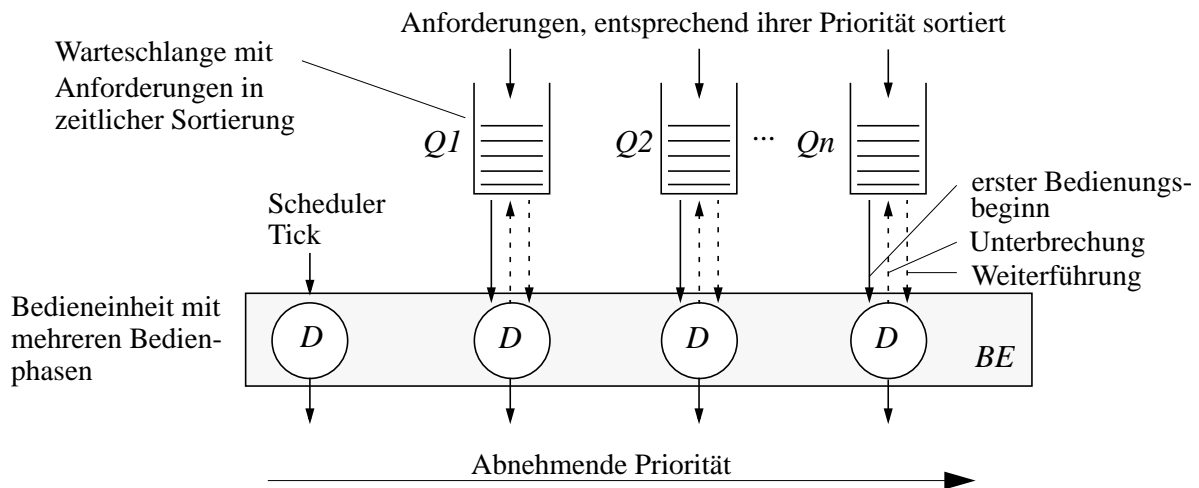 Anforderungen, entsprechend ihrer Priorität sortiert
Warteschlange mit
Anforderungen in
zeitlicher Sortierung
Q1
Q2
...
Qn
erster Bedienungs-
beginn
Unterbrechung
Weiterführung
Scheduler
Tick
Bedieneinheit mit
mehreren Bedien-
phasen
D
D
D
D
BE
Abnehmende Priorität